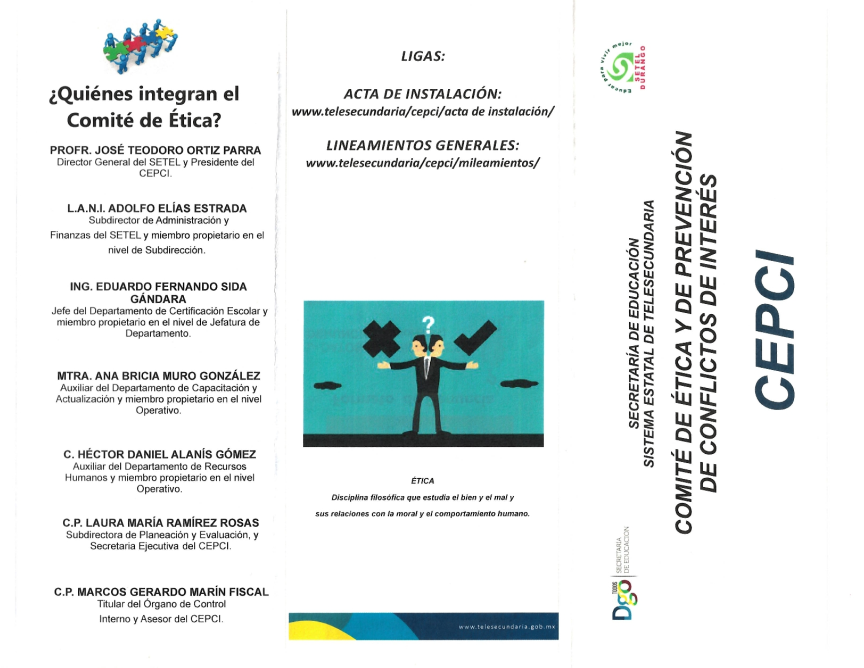 ¿Quiénes integran el
Comité de Ética?
PROFR. JOSÉ TEODORO ORTIZ PARRA
Director General del SETEL y Presidente del
CEPCI.
L.A.N.I. ADOLFO ELÍAS ESTRADA
Subdirector de Administración y
Finanzas del SETEL y miembro propietario en el
nivel de Subdirección.
ING. EDUARDO FERNANDO SIDA
GÁNDARA
Jefe del Departamento de Certificación Escolar y
miembro propietario en el nivel de Jefatura de
Departamento.
MTRA. ANA BRICIA MURO GONZÁLEZ
Auxiliar del Departamento de Capacitación y
Actualización y miembro propietario en el nivel
Operativo.
C. HÉCTOR DANIEL ALANÍS GÓMEZ
Auxiliar del Departamento de Recursos
Humanos y miembro propietario en el nivel
Operativo.
C.P. LAURA MARÍA RAMÍREZ ROSAS
Subdirectora de Planeación y Evaluación, y
Secretaria Ejecutiva del CEPCI.
C.P. MARCOS GERARDO MARÍN FISCAL
Titular del Órgano de Control
Interno y Asesor del CEPCI.
LIGAS:
ACTA DE INSTALACIÓN:
www.telesecundaria/cepci/acta de instalación/
LINEAMIENTOS GENERALES:
www.telesecundaria/cepci/mileamientos/
?
ÉTICA
Disciplina filosófica que estudia el bien y el mal y
sus relaciones con la moral y el comportamiento humano.
www.telesecundaria.gob.mx
Educar para vivir mejor
SETEL
DURANGO
SECRETARÍA DE EDUCACIÓN
SISTEMA ESTATAL DE TELESECUNDARIA
COMITÉ DE ÉTICA Y DE PREVENCIÓN
DE CONFLICTOS DE INTERÉS
CEPCI
TODOS
Dgo
SECRETARÍA
DE EDUCACIÓN